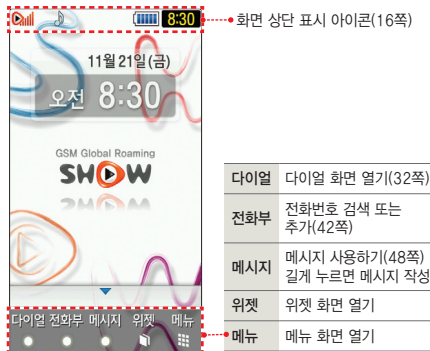 8:30
화면 상단 표시 아이콘(16쪽)
11월 21일(금)
오전 8:30
GSM Global Roaming
SHOW
다이얼 전화부 메시지 위젯 메뉴
다이얼 다이얼 화면 열기(32쪽)
전화부 전화번호 검색 또는
추가(42쪽)
메시지 메시지 사용하기(48쪽)
길게 누르면 메시지 작성
위젯 위젯 화면 열기
메뉴 메뉴 화면 열기